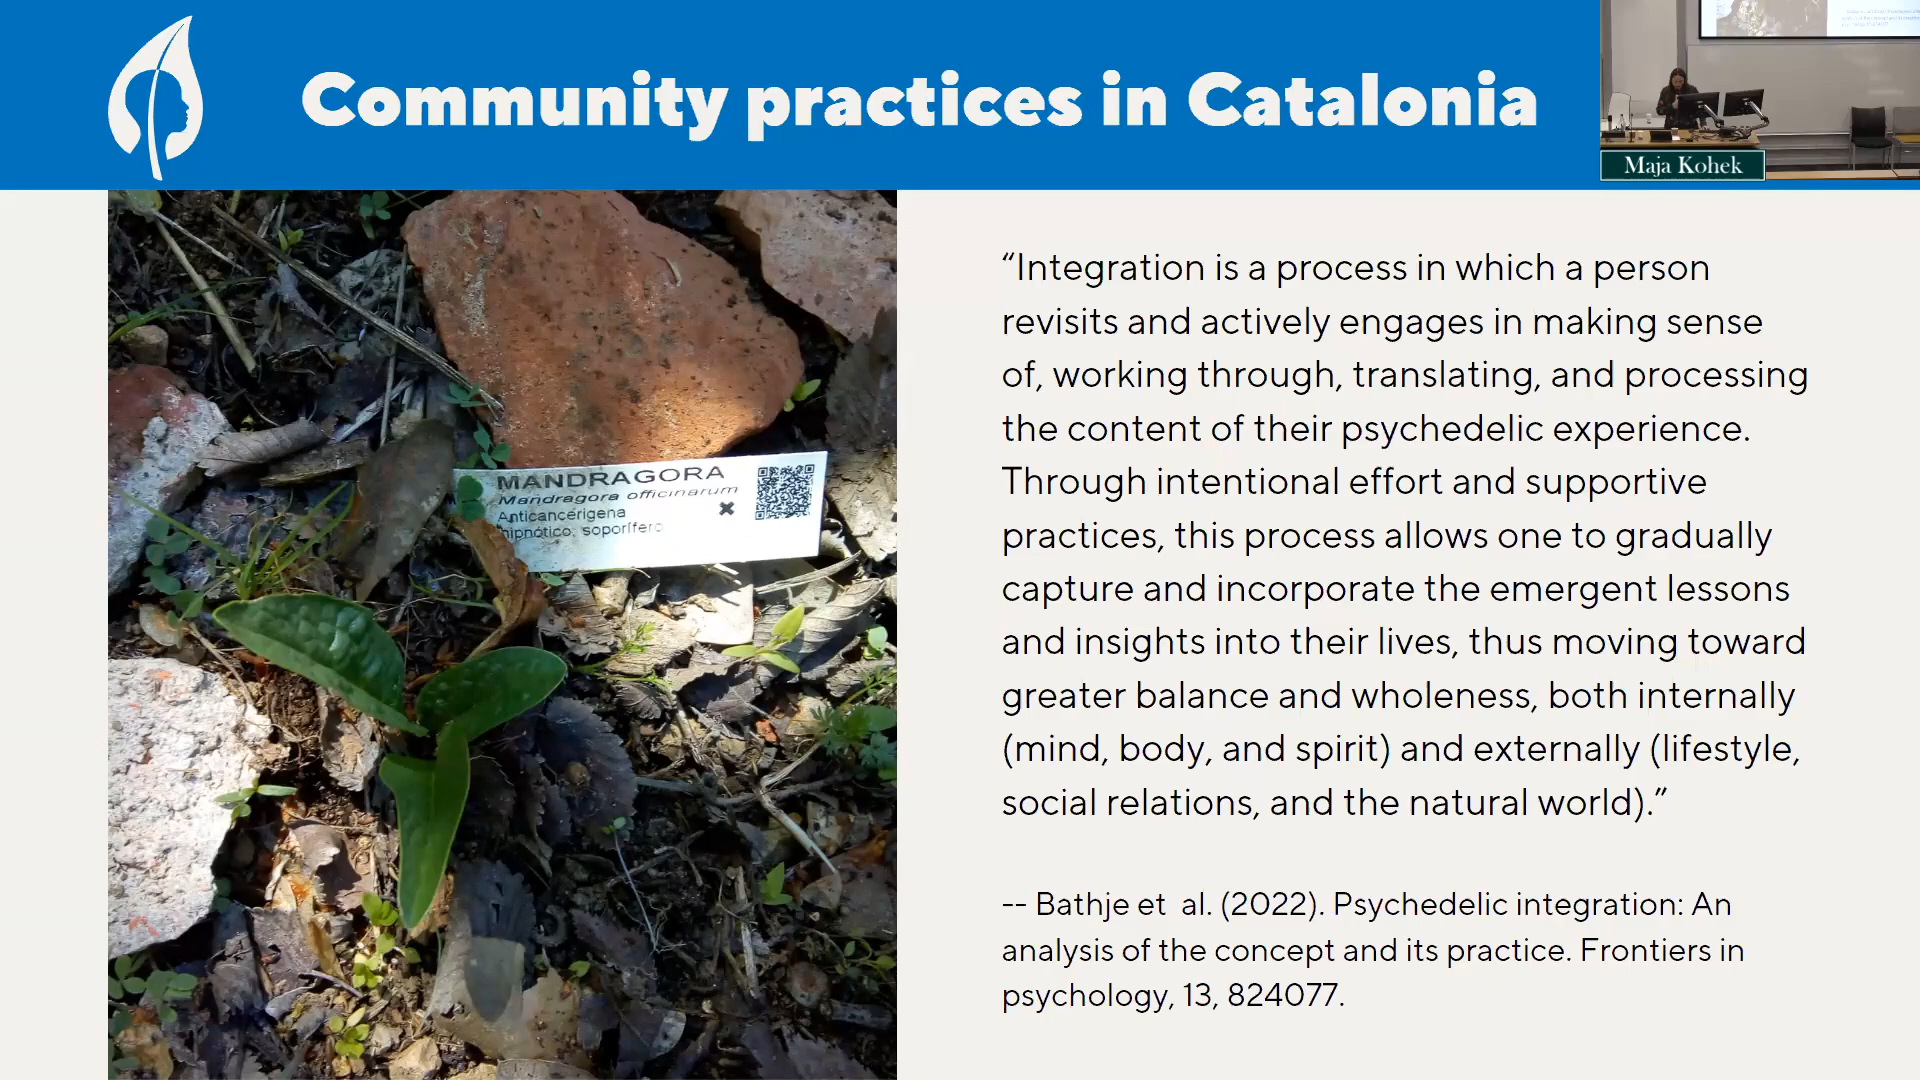 Community practices in Catalonia
Maja Kohek
MANDRAGORA
Mandragora officinarum
Anticancerígena
hipnótico, soporífero
“Integration is a process in which a person
revisits and actively engages in making sense
of, working through, translating, and processing
the content of their psychedelic experience.
Through intentional effort and supportive
practices, this process allows one to gradually
capture and incorporate the emergent lessons
and insights into their lives, thus moving toward
greater balance and wholeness, both internally
(mind, body, and spirit) and externally (lifestyle,
social relations, and the natural world).”
-- Bathje et al. (2022). Psychedelic integration: An
analysis of the concept and its practice. Frontiers in
psychology, 13, 824077.